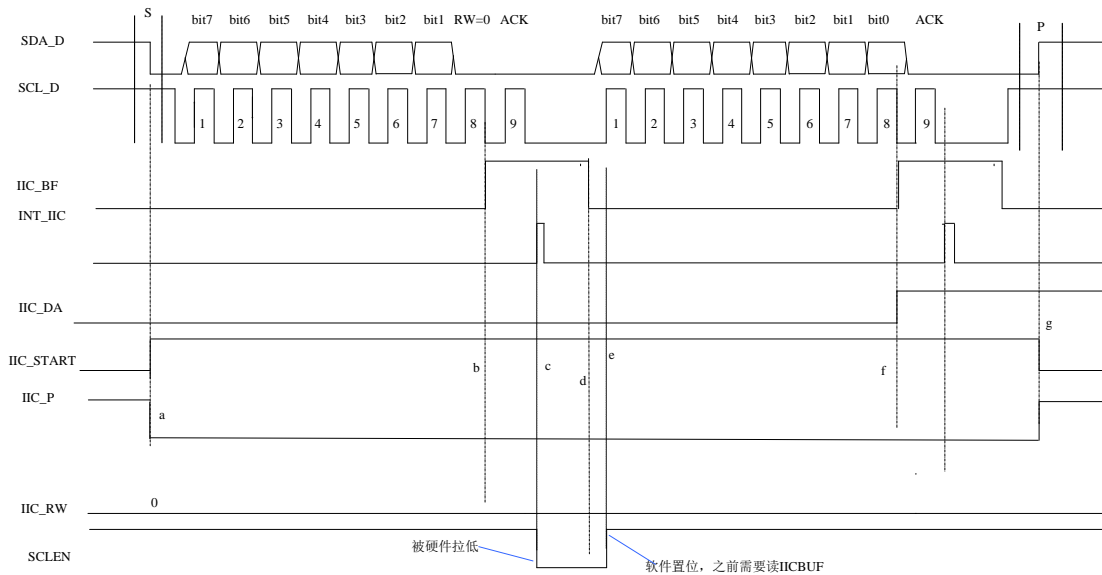 S bit7 bit6 bit5 bit4 bit3 bit2 bit1 RW=0 ACK bit7 bit6 bit5 bit4 bit3 bit2 bit1 bit0 ACK P
SDA_D
SCL_D
1 2 3 4 5 6 7 8 9 1 2 3 4 5 6 7 8 9
IIC_BF
INT_IIC
IIC_DA
g
IIC_START
b c d e f
IIC_P
a
0
IIC_RW
被硬件拉低
SCLEN
软件置位，之前需要读IICBUF